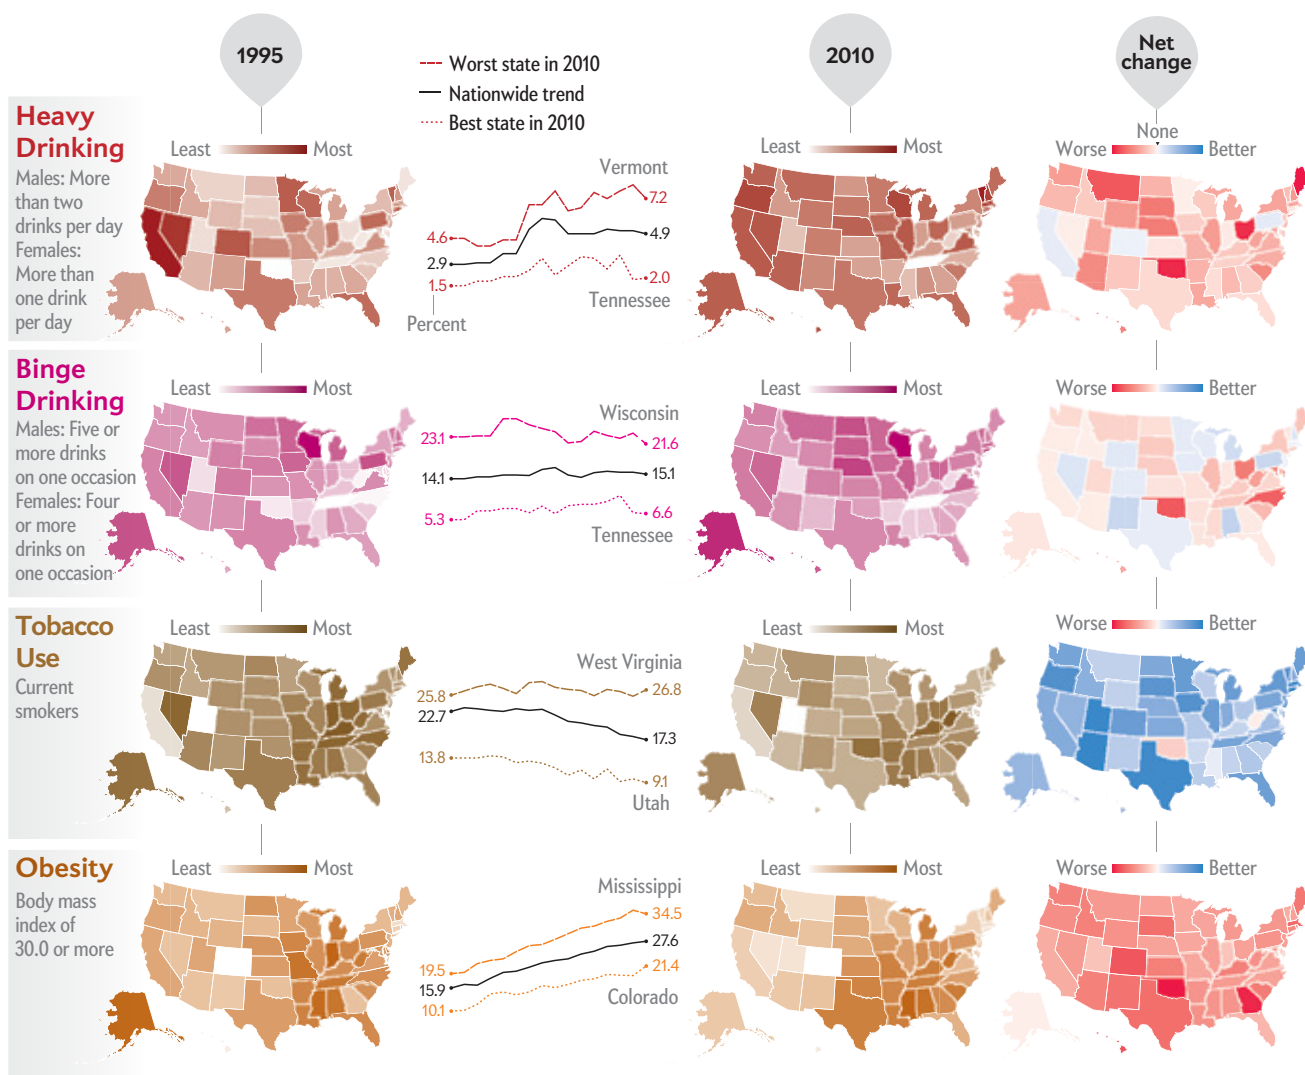 1995
Worst state in 2010
Nationwide trend
Best state in 2010
2010
Net
change
Heavy
Drinking
Males: More
than two
drinks per day
Females:
More than
one drink
per day
Least Most
Vermont
4.6
7.2
2.9
4.9
1.5
2.0
Tennessee
Percent
Least Most
None
Worse Better
Binge
Drinking
Males: Five or
more drinks
on one occasion
Females: Four
or more
drinks on
one occasion
Least Most
Wisconsin
23.1
21.6
14.1
15.1
5.3
6.6
Tennessee
Least Most
Worse Better
Tobacco
Use
Current
smokers
Least Most
West Virginia
25.8
26.8
22.7
17.3
13.8
9.1
Utah
Least Most
Worse Better
Obesity
Body mass
index of
30.0 or more
Least Most
Mississippi
19.5
34.5
15.9
27.6
10.1
21.4
Colorado
Least Most
Worse Better